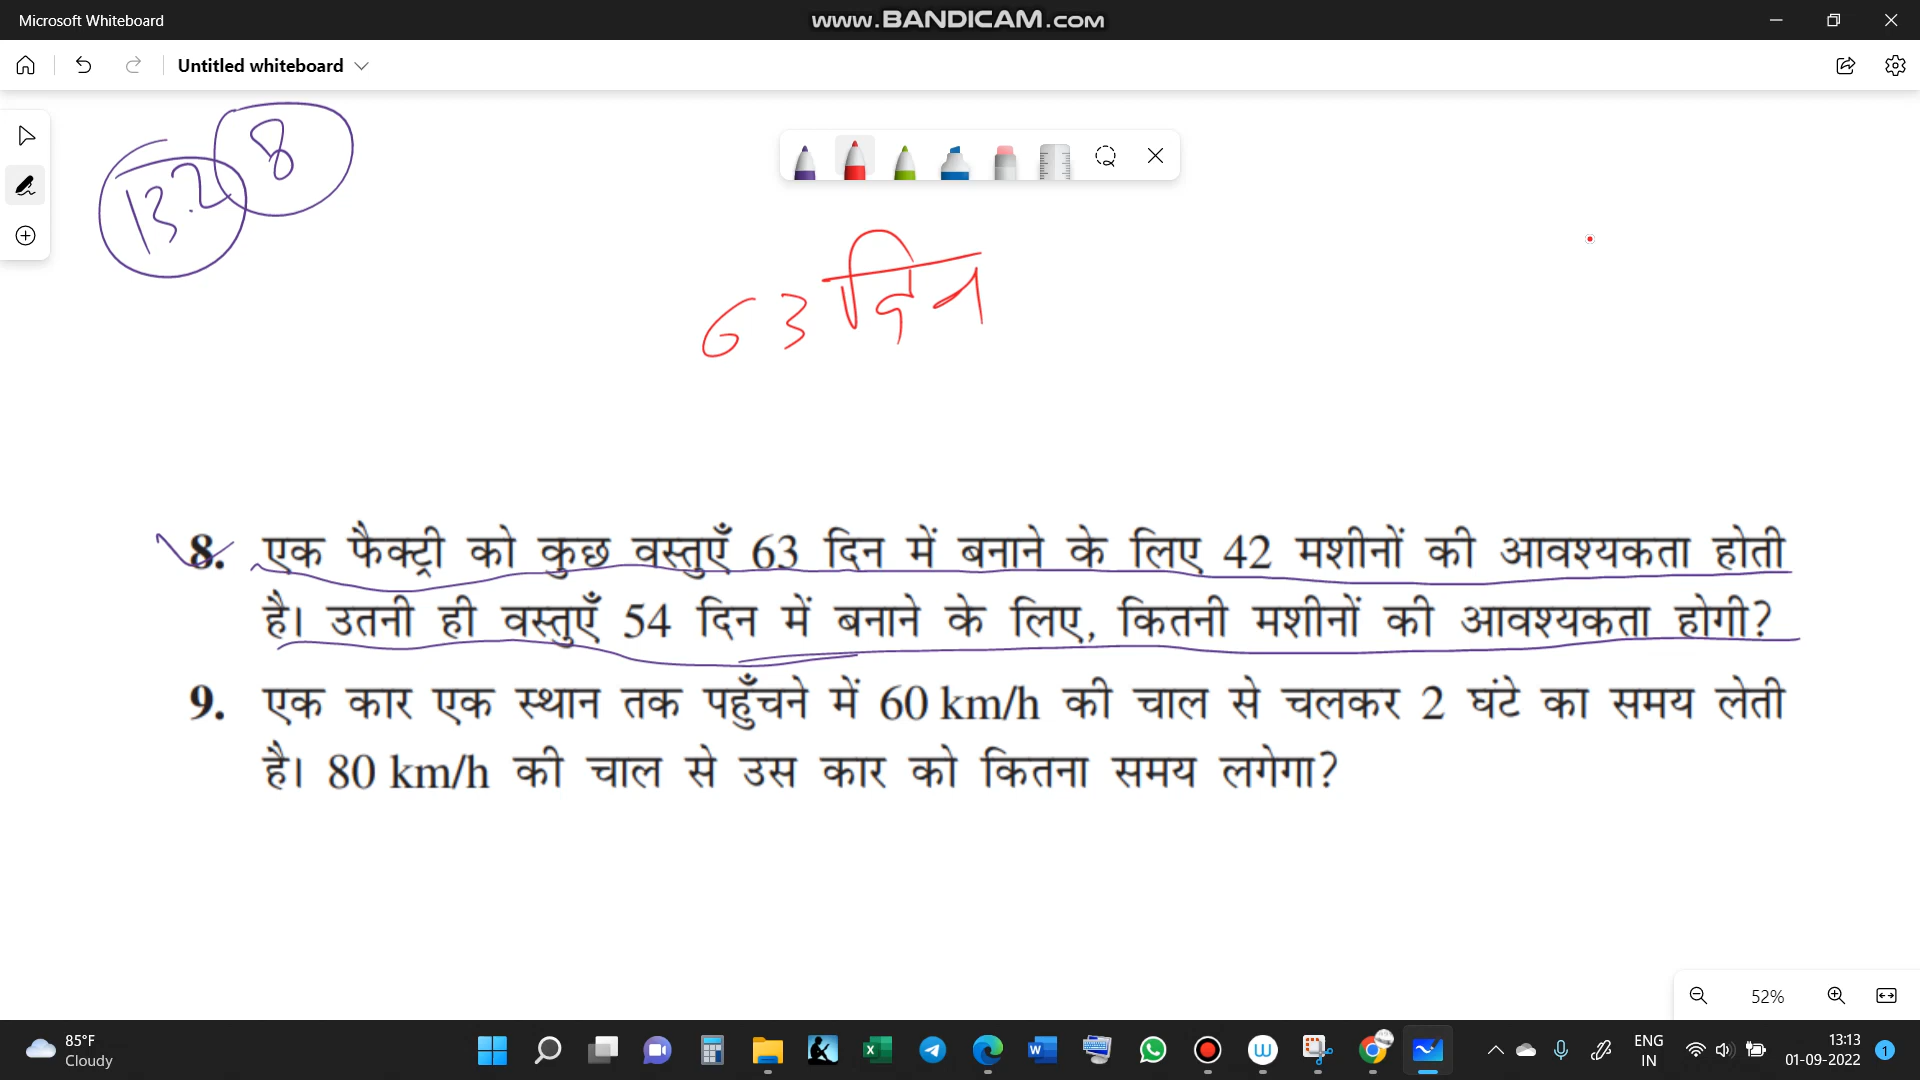 Microsoft Whiteboard
www.BANDICAM.com
Untitled whiteboard
13.2
8
63 दिन
8. एक फैक्ट्री को कुछ वस्तुएँ 63 दिन में बनाने के लिए 42 मशीनों की आवश्यकता होती
है। उतनी ही वस्तुएँ 54 दिन में बनाने के लिए, कितनी मशीनों की आवश्यकता होगी?
9. एक कार एक स्थान तक पहुँचने में 60 km/h की चाल से चलकर 2 घंटे का समय लेती
है। 80 km/h की चाल से उस कार को कितना समय लगेगा?
52%
85°F
Cloudy
ENG
IN
13:13
01-09-2022
1